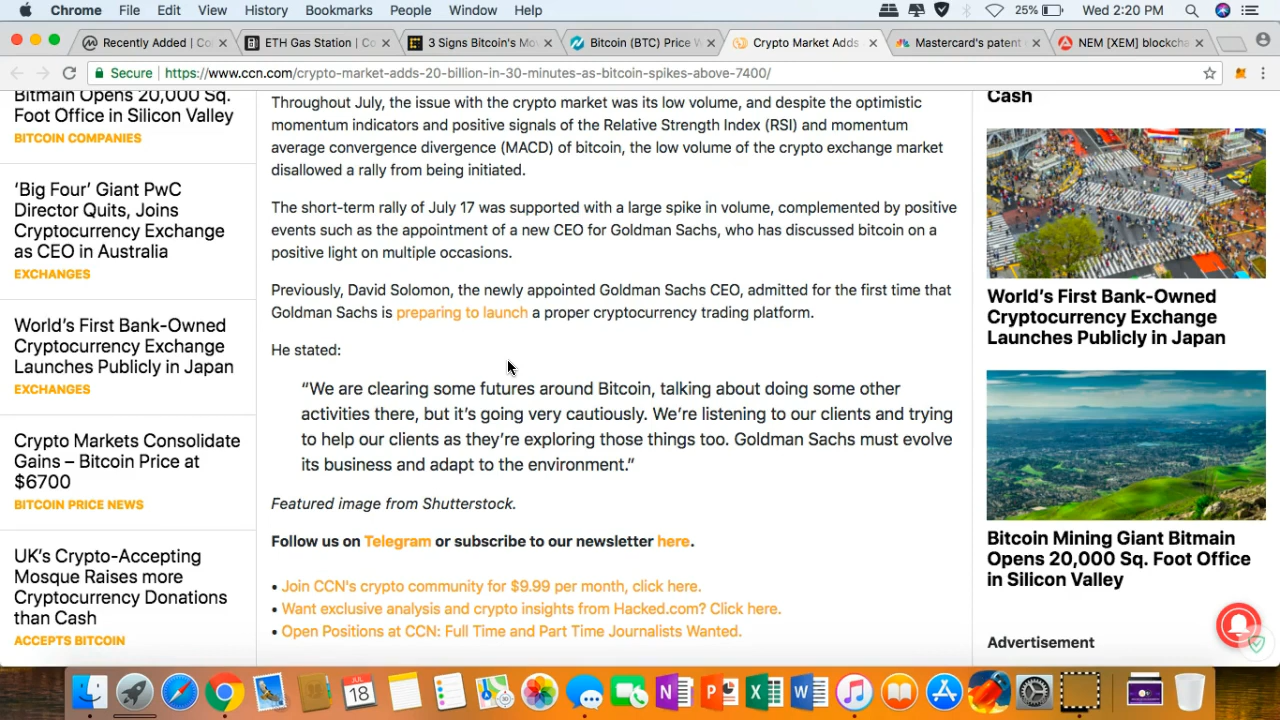 Chrome File Edit View History Bookmarks People Window Help 25% Wed 2:20 PM
Recently Added | Co
ETH Gas Station | Co
3 Signs Bitcoin's Mo
Bitcoin (BTC) Price
Crypto Market Adds
Mastercard's patent
NEM [XEM] blockcha
Secure https://www.ccn.com/crypto-market-adds-20-billion-in-30-minutes-as-bitcoin-spikes-above-7400/
Bitmain Opens 20,000 Sq.
Foot Office in Silicon Valley
BITCOIN COMPANIES
‘Big Four’ Giant PwC
Director Quits, Joins
Cryptocurrency Exchange
as CEO in Australia
EXCHANGES
World’s First Bank-Owned
Cryptocurrency Exchange
Launches Publicly in Japan
EXCHANGES
Crypto Markets Consolidate
Gains – Bitcoin Price at
$6700
BITCOIN PRICE NEWS
UK’s Crypto-Accepting
Mosque Raises more
Cryptocurrency Donations
than Cash
ACCEPTS BITCOIN
Throughout July, the issue with the crypto market was its low volume, and despite the optimistic
momentum indicators and positive signals of the Relative Strength Index (RSI) and momentum
average convergence divergence (MACD) of bitcoin, the low volume of the crypto exchange market
disallowed a rally from being initiated.
The short-term rally of July 17 was supported with a large spike in volume, complemented by positive
events such as the appointment of a new CEO for Goldman Sachs, who has discussed bitcoin on a
positive light on multiple occasions.
Previously, David Solomon, the newly appointed Goldman Sachs CEO, admitted for the first time that
Goldman Sachs is preparing to launch a proper cryptocurrency trading platform.
He stated:
“We are clearing some futures around Bitcoin, talking about doing some other
activities there, but it’s going very cautiously. We’re listening to our clients and trying
to help our clients as they’re exploring those things too. Goldman Sachs must evolve
its business and adapt to the environment.”
Featured image from Shutterstock.
Follow us on Telegram or subscribe to our newsletter here.
• Join CCN's crypto community for $9.99 per month, click here.
• Want exclusive analysis and crypto insights from Hacked.com? Click here.
• Open Positions at CCN: Full Time and Part Time Journalists Wanted.
Cash
World’s First Bank-Owned
Cryptocurrency Exchange
Launches Publicly in Japan
Bitcoin Mining Giant Bitmain
Opens 20,000 Sq. Foot Office
in Silicon Valley
Advertisement
JUL
18